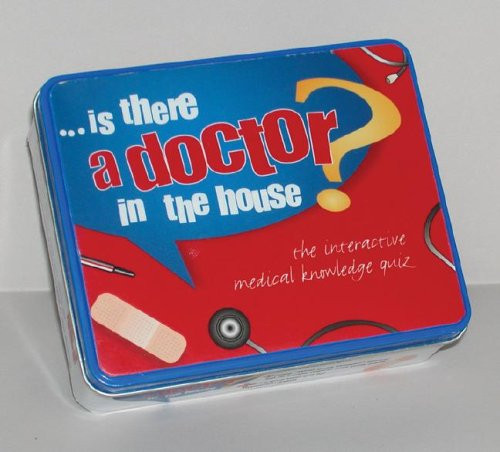 ...is there
a doctor
in the house?
the interactive
medical knowledge quiz